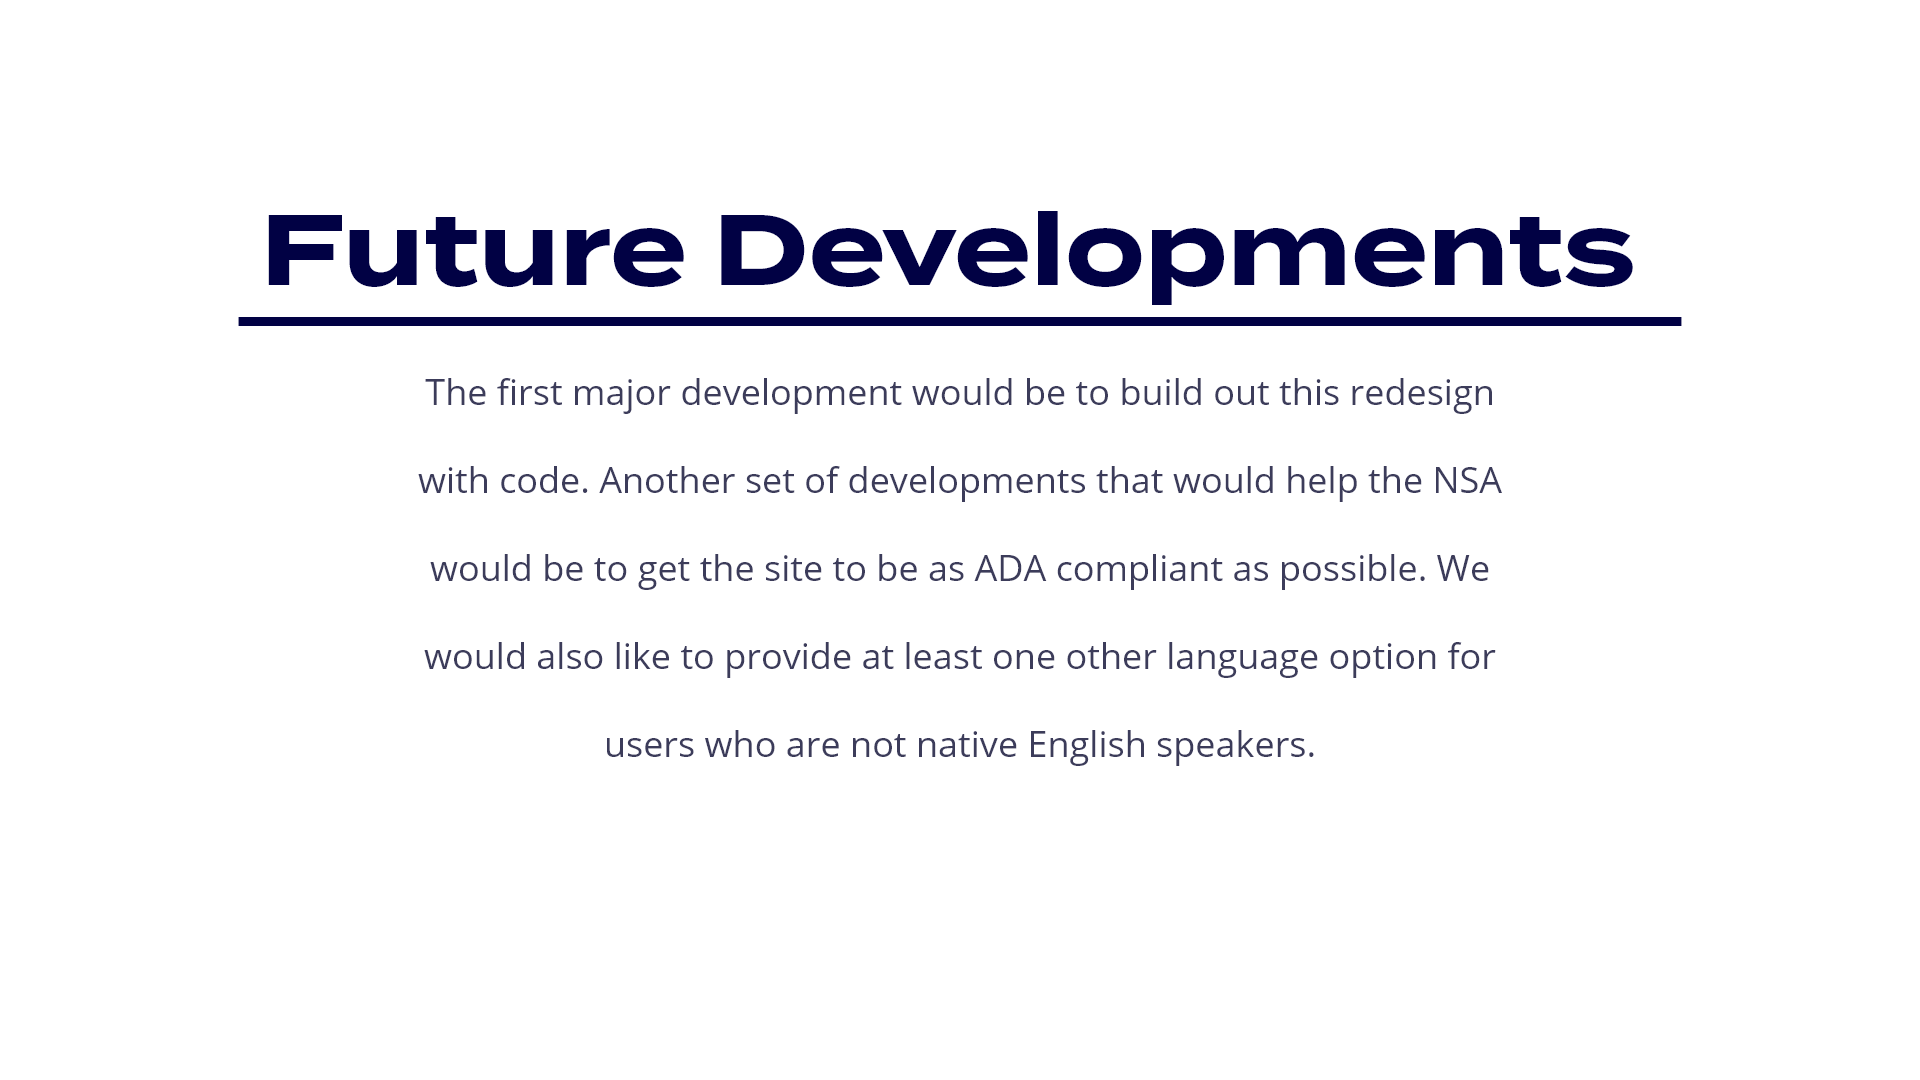 Future Developments
The first major development would be to build out this redesign
with code. Another set of developments that would help the NSA
would be to get the site to be as ADA compliant as possible. We
would also like to provide at least one other language option for
users who are not native English speakers.